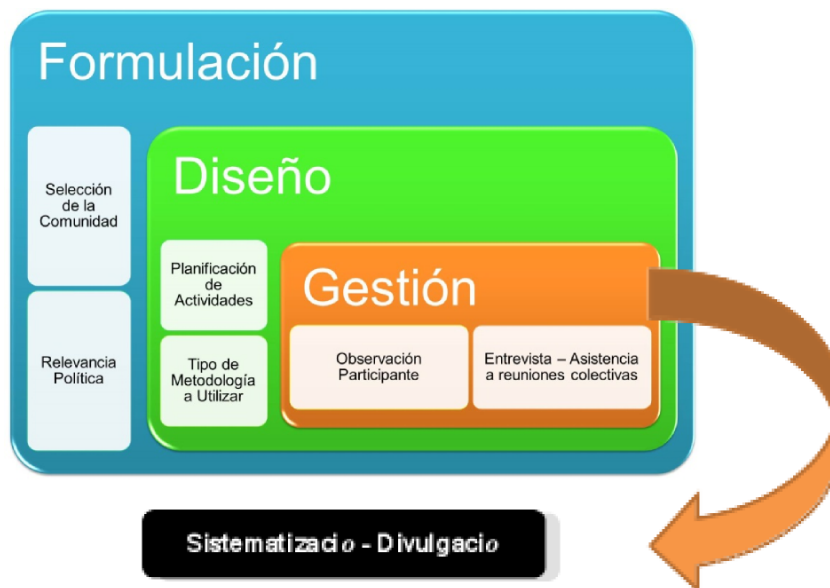 Formulación
Selección
de la
Comunidad
Relevancia
Política
Diseño
Planificación
de
Actividades
Tipo de
Metodología
a Utilizar
Gestión
Observación
Participante
Entrevista – Asistencia
a reuniones colectivas
Sistematizacio - Divulgacio